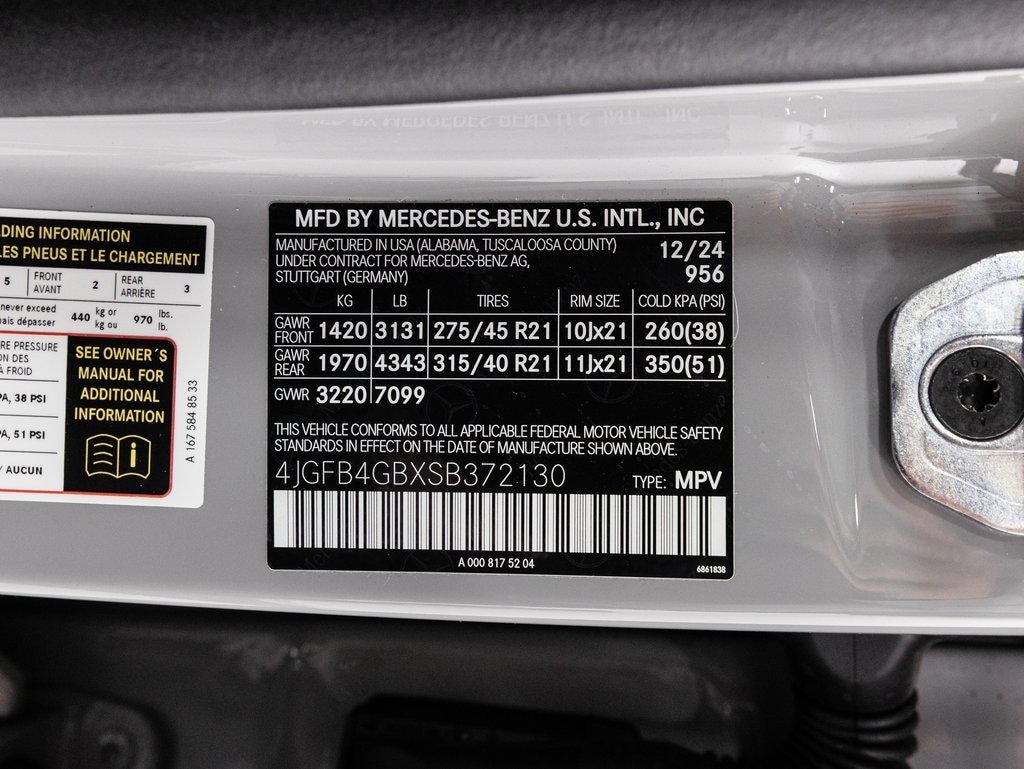 DING INFORMATION
LES PNEUS ET LE CHARGEMENT
5 FRONT AVANT 2 REAR ARRIÈRE 3
never exceed 440 kg or 970 lbs.
ais dépasser kg ou lb.
RE PRESSURE
ON DES
À FROID
PA, 38 PSI
PA, 51 PSI
/ AUCUN
SEE OWNER´S
MANUAL FOR
ADDITIONAL
INFORMATION
A 167 584 85 33
MFD BY MERCEDES-BENZ U.S. INTL., INC
MANUFACTURED IN USA (ALABAMA, TUSCALOOSA COUNTY) 12/24
UNDER CONTRACT FOR MERCEDES-BENZ AG, 956
STUTTGART (GERMANY)
KG LB TIRES RIM SIZE COLD KPA (PSI)
GAWR FRONT 1420 3131 275/45 R21 10Jx21 260(38)
GAWR REAR 1970 4343 315/40 R21 11Jx21 350(51)
GVWR 3220 7099
THIS VEHICLE CONFORMS TO ALL APPLICABLE FEDERAL MOTOR VEHICLE SAFETY
STANDARDS IN EFFECT ON THE DATE OF MANUFACTURE SHOWN ABOVE.
4JGFB4GBXSB372130 TYPE: MPV
A 000 817 52 04
6861838